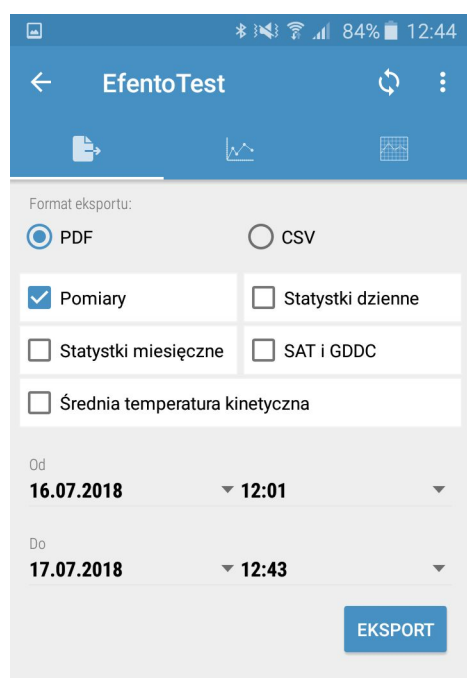 84% 12:44
EfentoTest
Format eksportu:
PDF CSV
Pomiary Statystki dzienne
Statystki miesięczne SAT i GDDC
Średnia temperatura kinetyczna
Od
16.07.2018 12:01
Do
17.07.2018 12:43
EKSPORT